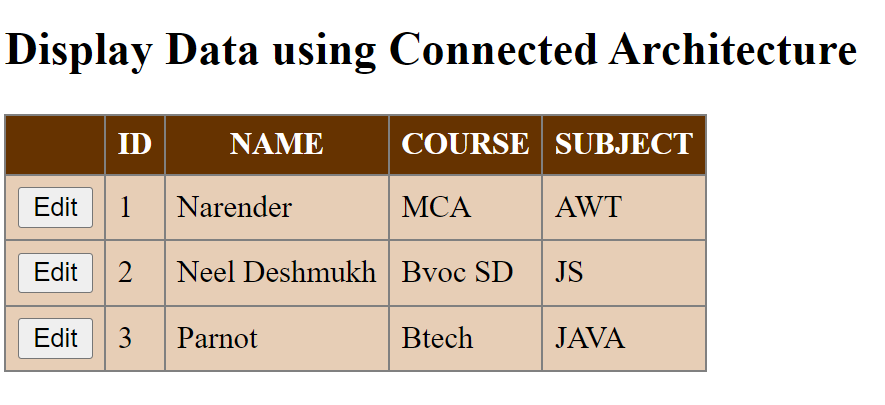 Display Data using Connected Architecture
ID NAME COURSE SUBJECT
Edit 1 Narender MCA AWT
Edit 2 Neel Deshmukh Bvoc SD JS
Edit 3 Parnot Btech JAVA